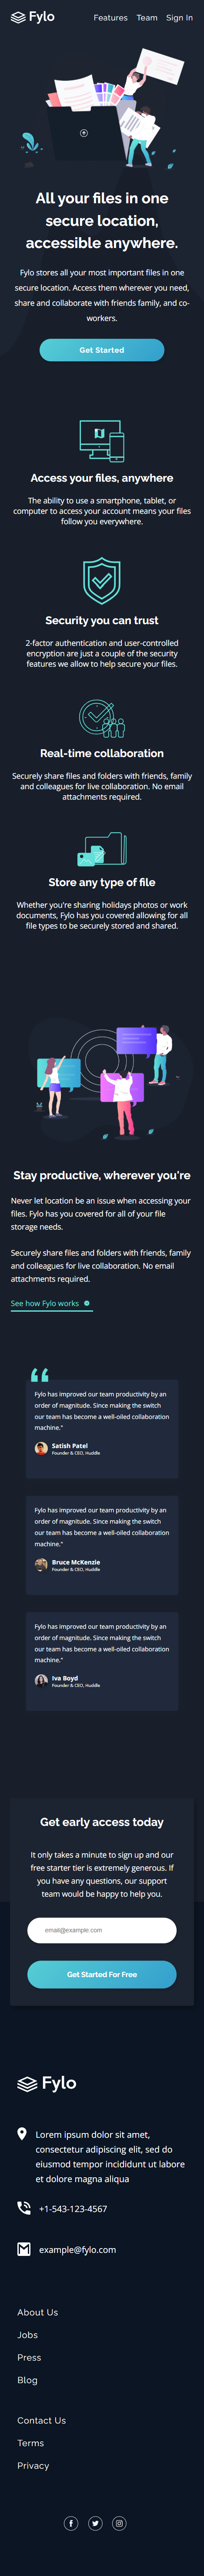 Fylo
Features Team Sign In
All your files in one
secure location,
accessible anywhere.
Fylo stores all your most important files in one
secure location. Access them wherever you need,
share and collaborate with friends family, and co-
workers.
Get Started
Access your files, anywhere
The ability to use a smartphone, tablet, or
computer to access your account means your files
follow you everywhere.
Security you can trust
2-factor authentication and user-controlled
encryption are just a couple of the security
features we allow to help secure your files.
Real-time collaboration
Securely share files and folders with friends, family
and colleagues for live collaboration. No email
attachments required.
Store any type of file
Whether you're sharing holidays photos or work
documents, Fylo has you covered allowing for all
file types to be securely stored and shared.
Stay productive, wherever you're
Never let location be an issue when accessing your
files. Fylo has you covered for all of your file
storage needs.
Securely share files and folders with friends, family
and colleagues for live collaboration. No email
attachments required.
See how Fylo works
Fylo has improved our team productivity by an
order of magnitude. Since making the switch
our team has become a well-oiled collaboration
machine."
Satish Patel
Founder & CEO, Huddle
Fylo has improved our team productivity by an
order of magnitude. Since making the switch
our team has become a well-oiled collaboration
machine."
Bruce McKenzie
Founder & CEO, Huddle
Fylo has improved our team productivity by an
order of magnitude. Since making the switch
our team has become a well-oiled collaboration
machine."
Iva Boyd
Founder & CEO, Huddle
Get early access today
It only takes a minute to sign up and our
free starter tier is extremely generous. If
you have any questions, our support
team would be happy to help you.
email@example.com
Get Started For Free
Fylo
Lorem ipsum dolor sit amet,
consectetur adipiscing elit, sed do
eiusmod tempor incididunt ut labore
et dolore magna aliqua
+1-543-123-4567
example@fylo.com
About Us
Jobs
Press
Blog
Contact Us
Terms
Privacy